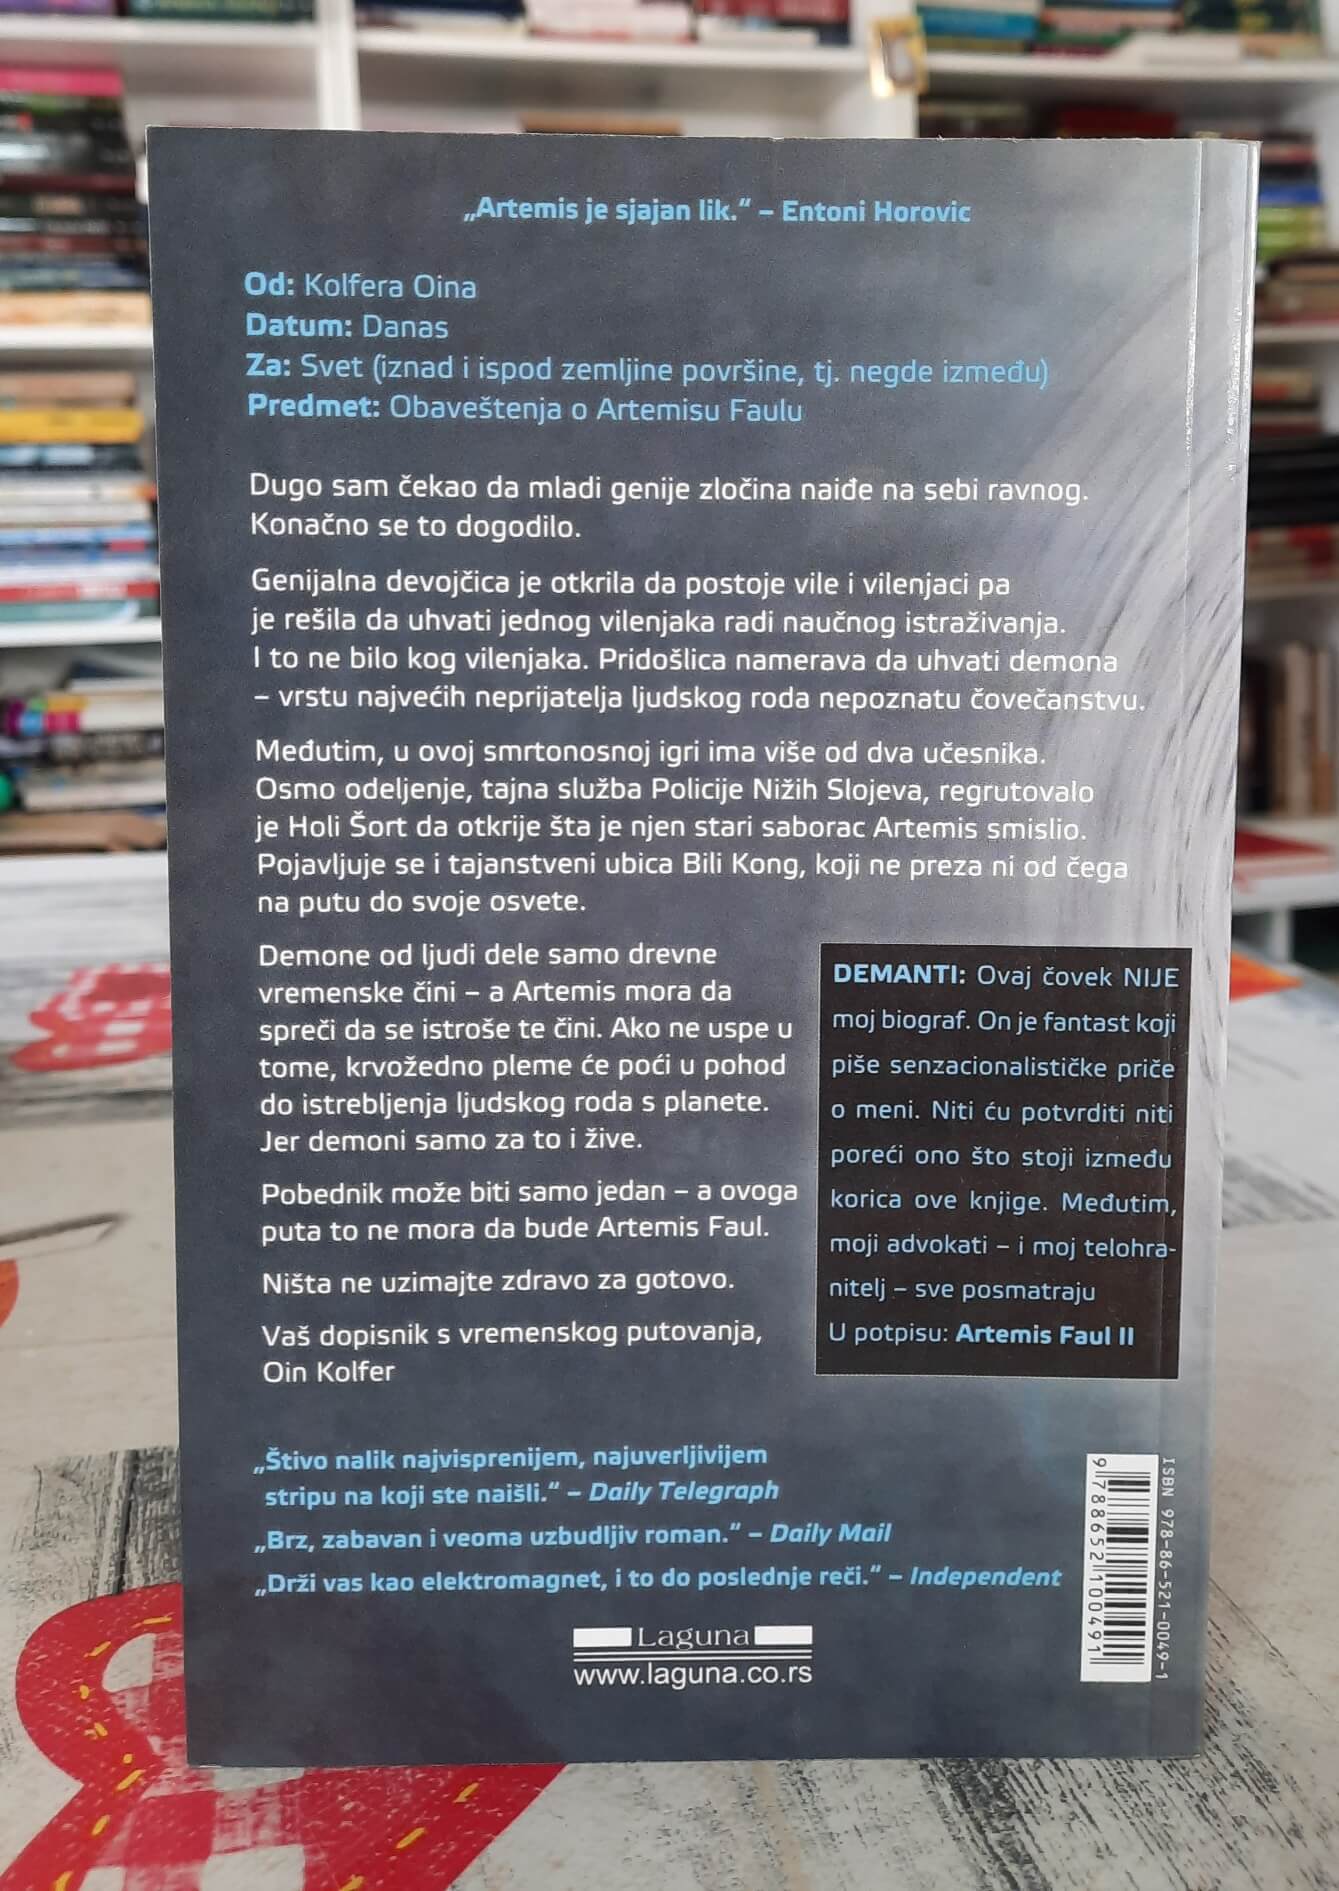 „Artemis je sjajan lik.“ – Entoni Horovic
Od: Kolfera Oina
Datum: Danas
Za: Svet (iznad i ispod zemljine površine, tj. negde između)
Predmet: Obaveštenja o Artemisu Faulu
Dugo sam čekao da mladi genije zločina naiđe na sebi ravnog.
Konačno se to dogodilo.
Genijalna devojčica je otkrila da postoje vile i vilenjaci pa
je rešila da uhvati jednog vilenjaka radi naučnog istraživanja.
I to ne bilo kog vilenjaka. Pridošlica namerava da uhvati demona
– vrstu najvećih neprijatelja ljudskog roda nepoznatu čovečanstvu.
Međutim, u ovoj smrtonosnoj igri ima više od dva učesnika.
Osmo odeljenje, tajna služba Policije Nižih Slojeva, regrutovalo
je Holi Šort da otkrije šta je njen stari saborac Artemis smislio.
Pojavljuje se i tajanstveni ubica Bili Kong, koji ne preza ni od čega
na putu do svoje osvete.
Demone od ljudi dele samo drevne
vremenske čini – a Artemis mora da
spreči da se istroše te čini. Ako ne uspe u
tome, krvožedno pleme će poći u pohod
do istrebljenja ljudskog roda s planete.
Jer demoni samo za to i žive.
Pobednik može biti samo jedan – a ovoga
puta to ne mora da bude Artemis Faul.
Ništa ne uzimajte zdravo za gotovo.
Vaš dopisnik s vremenskog putovanja,
Oin Kolfer
DEMANTI: Ovaj čovek NIJE
moj biograf. On je fantast koji
piše senzacionalističke priče
o meni. Niti ću potvrditi niti
poreći ono što stoji između
korica ove knjige. Međutim,
moji advokati – i moj telohra-
nitelj – sve posmatraju
U potpisu: Artemis Faul II
„Štivo nalik najvisprenijem, najuverljivijem
stripu na koji ste naišli.“ – Daily Telegraph
„Brz, zabavan i veoma uzbudljiv roman.“ – Daily Mail
„Drži vas kao elektromagnet, i to do poslednje reči.“ – Independent
Laguna
www.laguna.co.rs
ISBN 978-86-521-0049-1
9788652100491